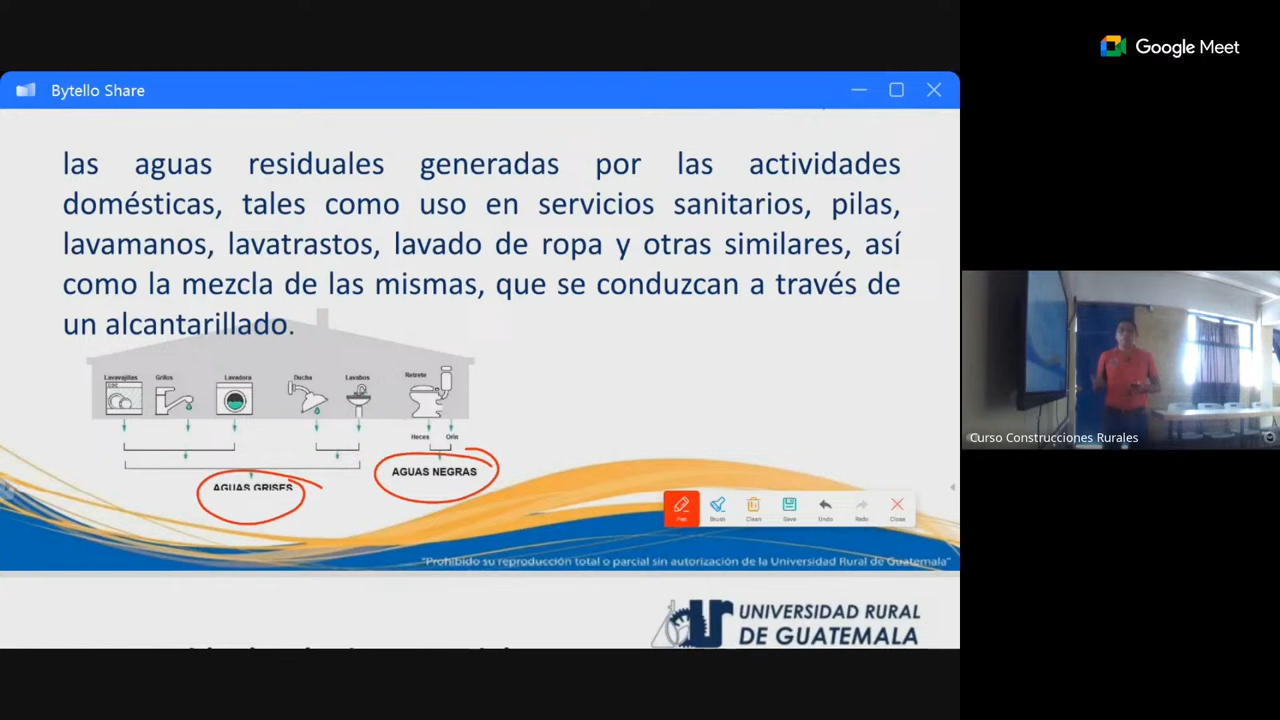 Google Meet
Bytello Share
las aguas residuales generadas por las actividades
domésticas, tales como uso en servicios sanitarios, pilas,
lavamanos, lavatrastos, lavado de ropa y otras similares, así
como la mezcla de las mismas, que se conduzcan a través de
un alcantarillado.
Lavavajillas Grifos Lavadora Ducha Lavabos Retrete
Heces Orin
AGUAS NEGRAS
AGUAS GRISES
Pen Brush Clean Save Undo Redo Close
"Prohibido su reproducción total o parcial sin autorización de la Universidad Rural de Guatemala"
UNIVERSIDAD RURAL
DE GUATEMALA
Curso Construcciones Rurales